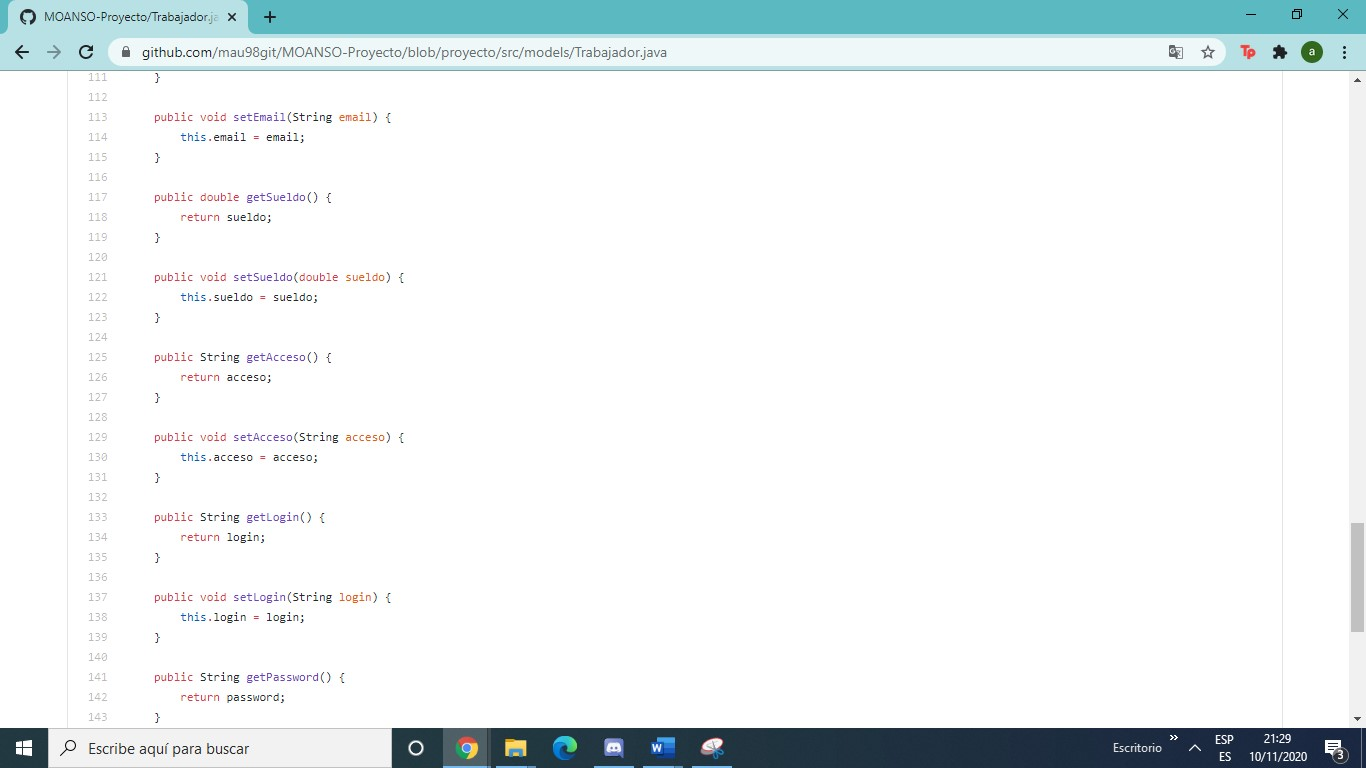 MOANSO-Proyecto/Trabajador.ja
github.com/mau98git/MOANSO-Proyecto/blob/proyecto/src/models/Trabajador.java
Tp
a
111 }
112
113 public void setEmail(String email) {
114 this.email = email;
115 }
116
117 public double getSueldo() {
118 return sueldo;
119 }
120
121 public void setSueldo(double sueldo) {
122 this.sueldo = sueldo;
123 }
124
125 public String getAcceso() {
126 return acceso;
127 }
128
129 public void setAcceso(String acceso) {
130 this.acceso = acceso;
131 }
132
133 public String getLogin() {
134 return login;
135 }
136
137 public void setLogin(String login) {
138 this.login = login;
139 }
140
141 public String getPassword() {
142 return password;
143 }
Escribe aquí para buscar
W
Escritorio
ESP
ES
21:29
10/11/2020
3